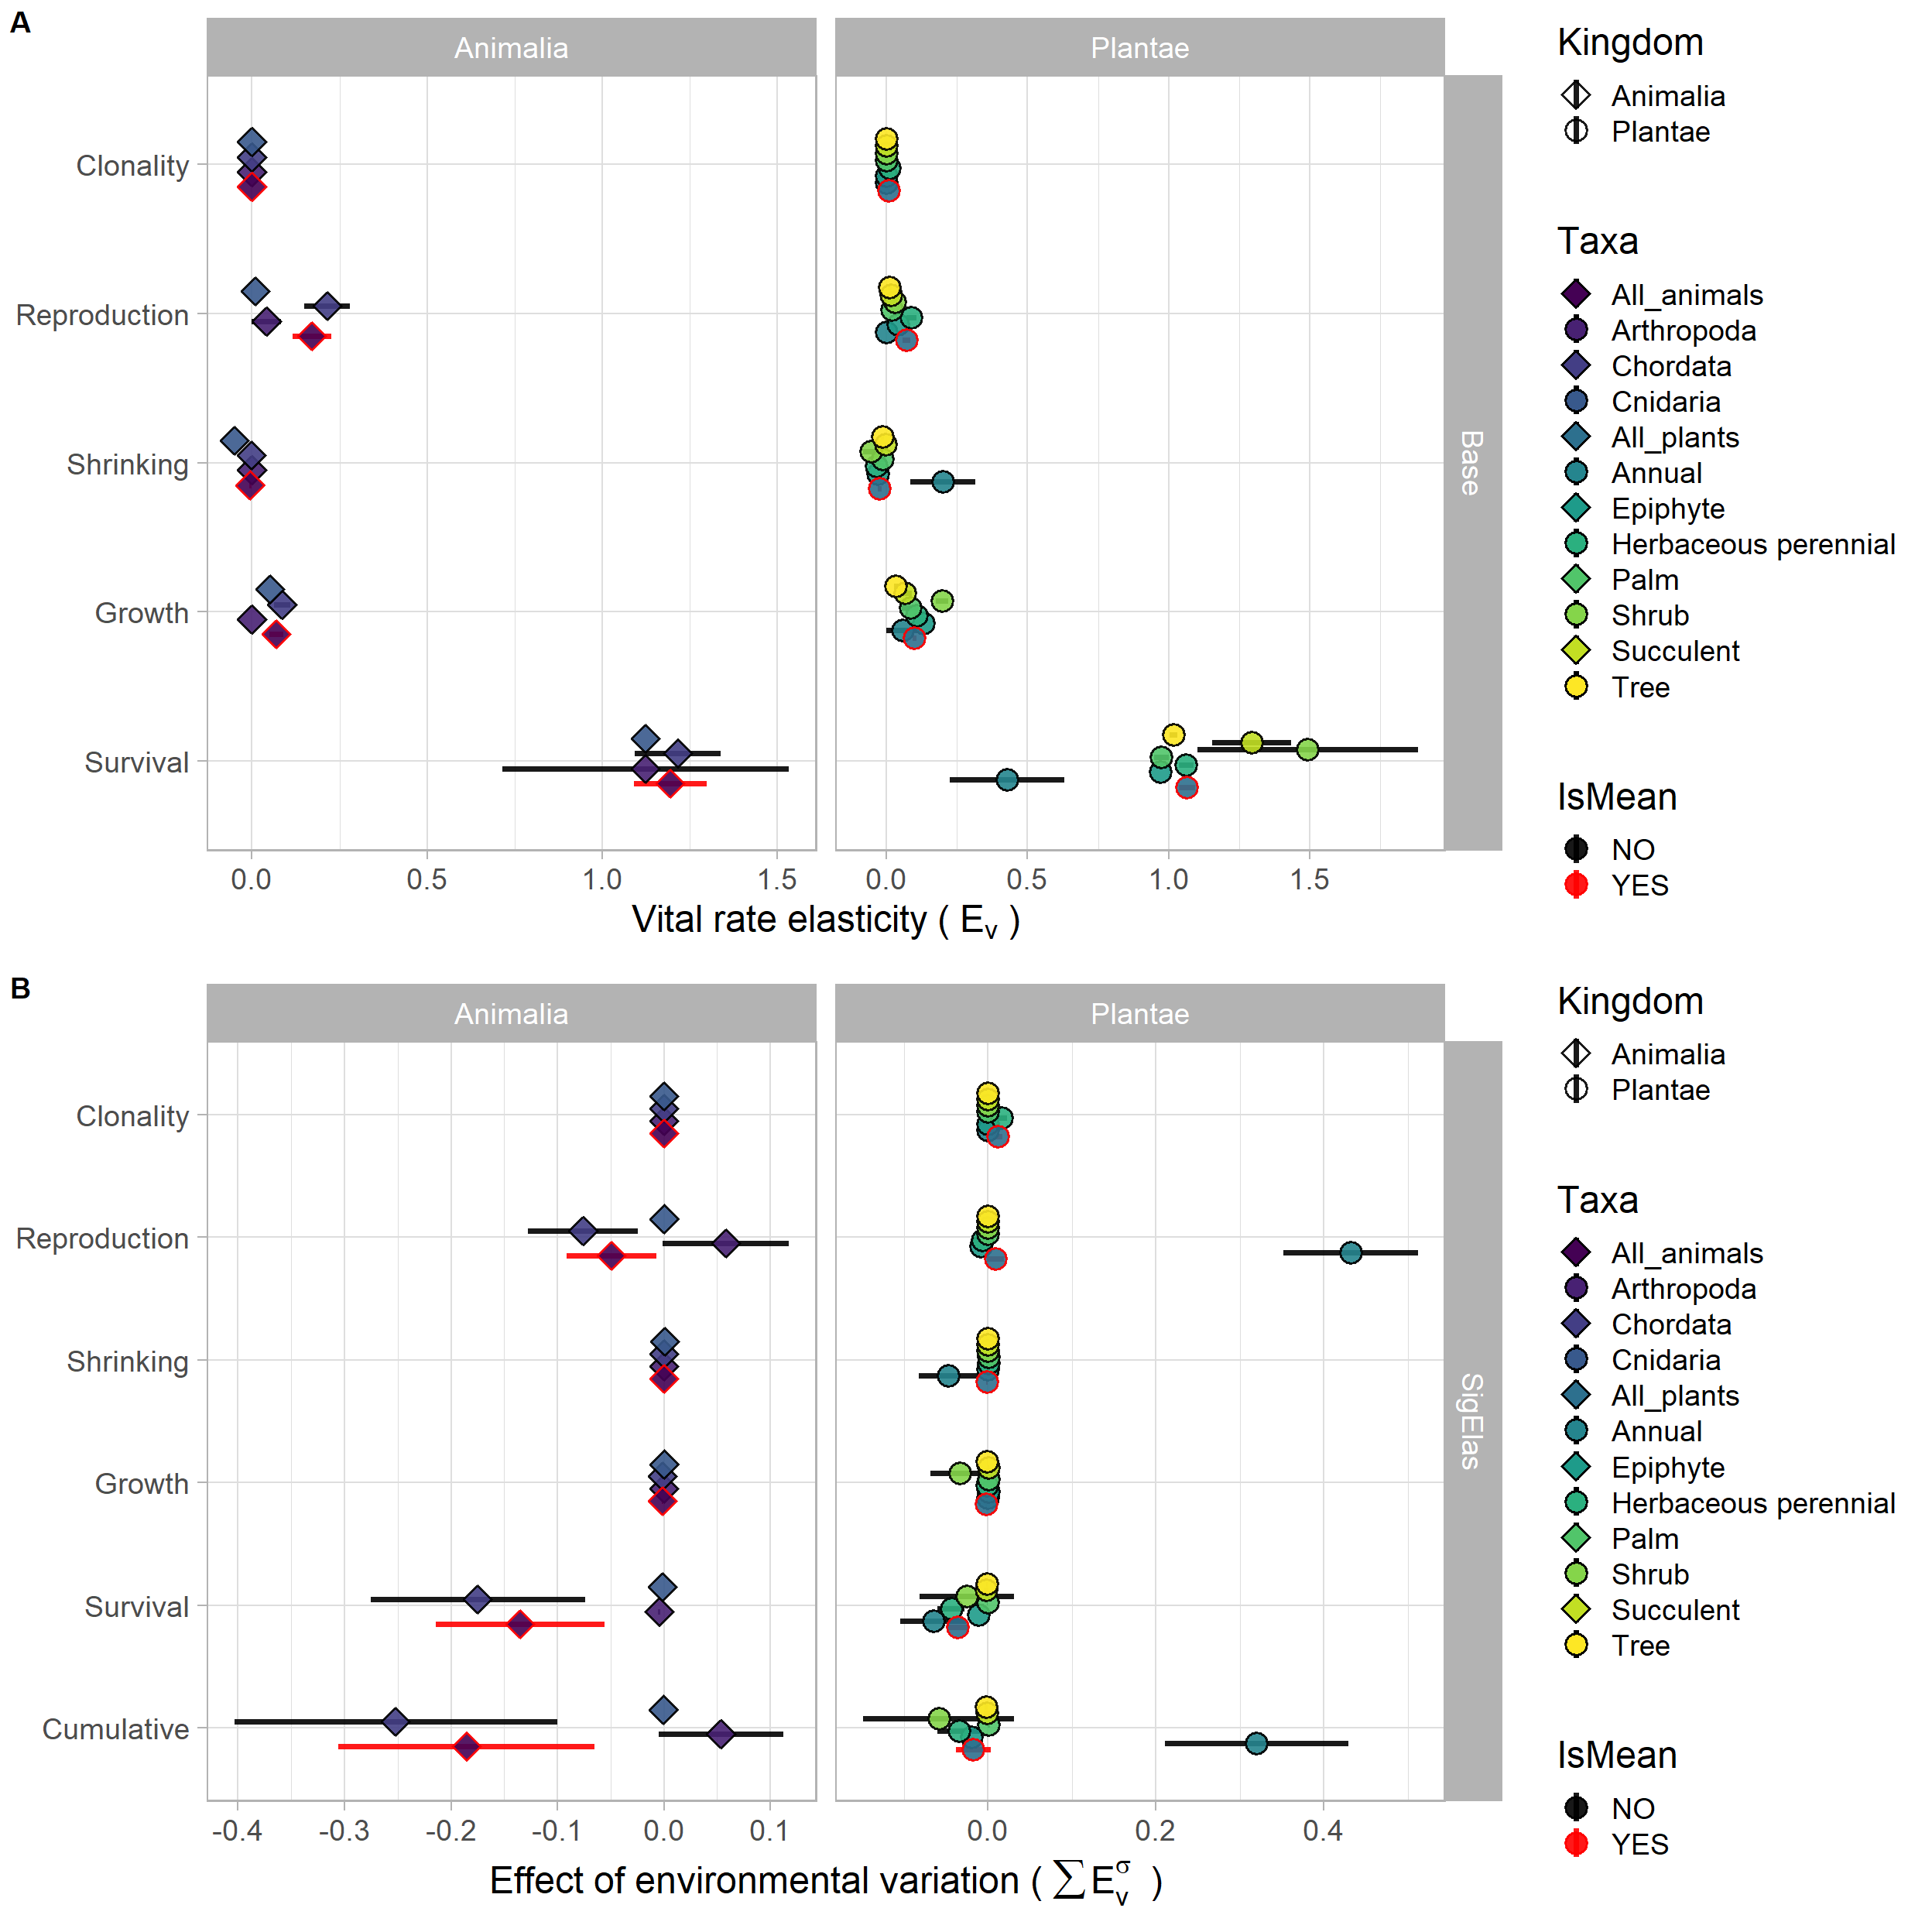 A
Animalia
Plantae
Clonality
Reproduction
Shrinking
Growth
Survival
Base
0.0 0.5 1.0 1.5
0.0 0.5 1.0 1.5
Vital rate elasticity ( Ev )
Kingdom
Animalia
Plantae
Taxa
All_animals
Arthropoda
Chordata
Cnidaria
All_plants
Annual
Epiphyte
Herbaceous perennial
Palm
Shrub
Succulent
Tree
IsMean
NO
YES
B
Animalia
Plantae
Clonality
Reproduction
Shrinking
Growth
Survival
Cumulative
SigElas
-0.4 -0.3 -0.2 -0.1 0.0 0.1
0.0 0.2 0.4
Effect of environmental variation ( ∑Evσ )
Kingdom
Animalia
Plantae
Taxa
All_animals
Arthropoda
Chordata
Cnidaria
All_plants
Annual
Epiphyte
Herbaceous perennial
Palm
Shrub
Succulent
Tree
IsMean
NO
YES